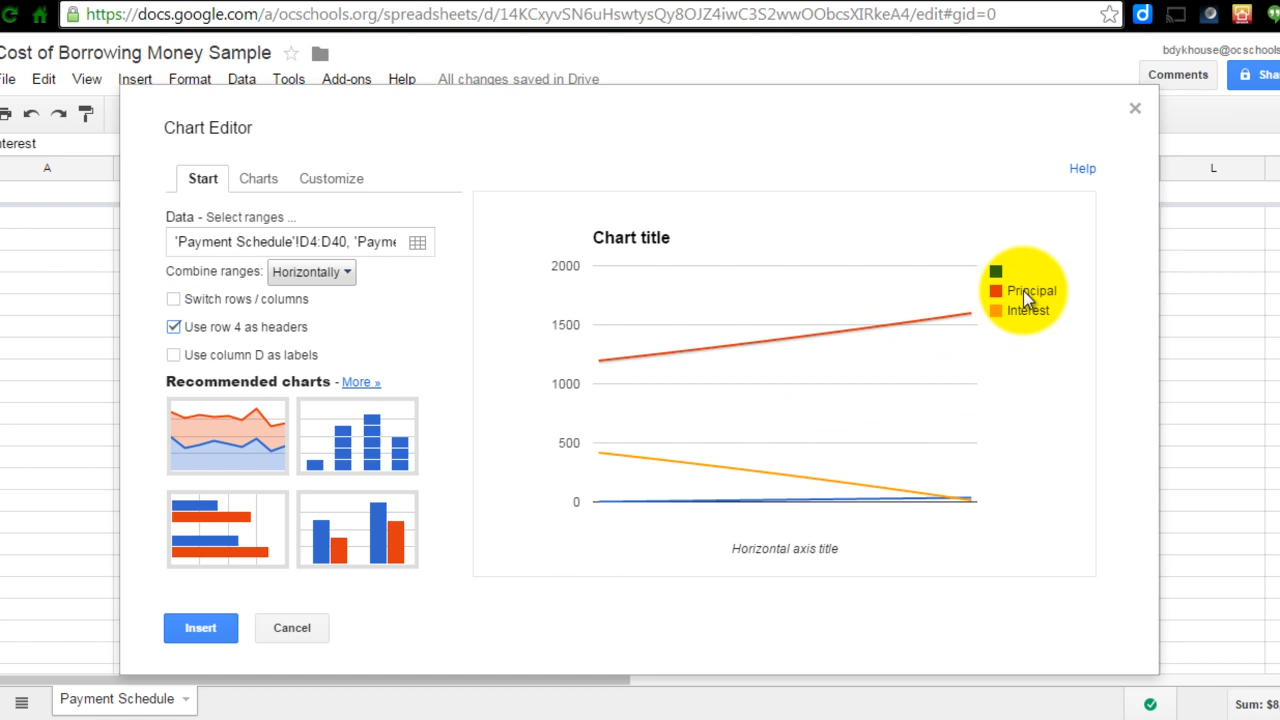 https://docs.google.com/a/ocschools.org/spreadsheets/d/14KCxyvSN6uHswtysQy8OJZ4iwC3S2wwOObcsXIRkeA4/edit#gid=0
Cost of Borrowing Money Sample
bdykhouse@ocschools
File Edit View Insert Format Data Tools Add-ons Help All changes saved in Drive
Comments
Sha
nterest
A
L
Chart Editor
Start Charts Customize
Help
Data - Select ranges ...
'Payment Schedule'!D4:D40, 'Payme
Combine ranges: Horizontally
Switch rows / columns
Use row 4 as headers
Use column D as labels
Recommended charts - More »
Chart title
2000
1500
1000
500
0
Principal
Interest
Horizontal axis title
Insert
Cancel
Payment Schedule
Sum: $8